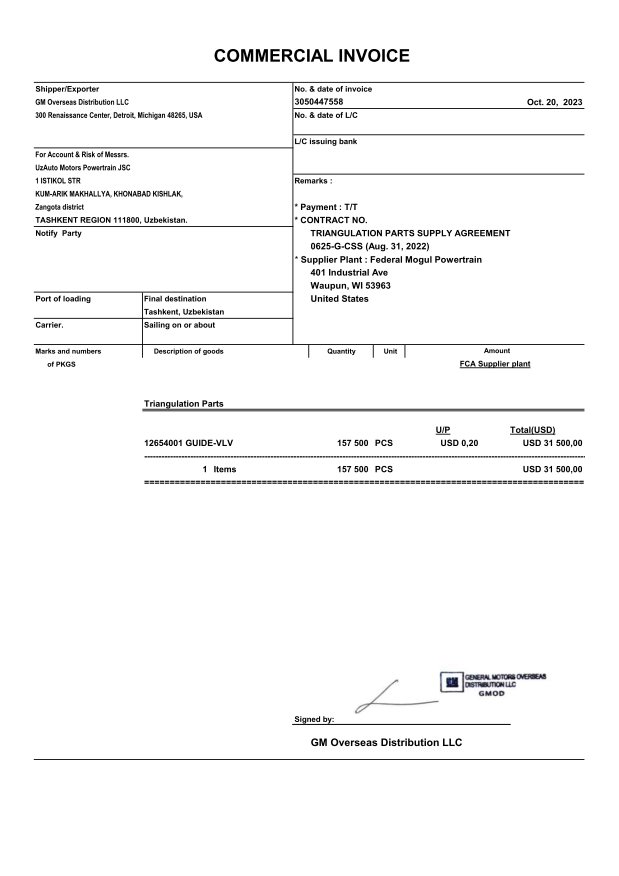 COMMERCIAL INVOICE
Shipper/Exporter
GM Overseas Distribution LLC
300 Renaissance Center, Detroit, Michigan 48265, USA
No. & date of invoice
3050447558 Oct. 20, 2023
No. & date of L/C
L/C issuing bank
For Account & Risk of Messrs.
UzAuto Motors Powertrain JSC
1 ISTIKOL STR
KUM-ARIK MAKHALLYA, KHONABAD KISHLAK,
Zangota district
TASHKENT REGION 111800, Uzbekistan.
Notify Party
Remarks :
* Payment : T/T
* CONTRACT NO.
TRIANGULATION PARTS SUPPLY AGREEMENT
0625-G-CSS (Aug. 31, 2022)
* Supplier Plant : Federal Mogul Powertrain
401 Industrial Ave
Waupun, WI 53963
United States
Port of loading
Final destination
Tashkent, Uzbekistan
Carrier.
Sailing on or about
Marks and numbers Description of goods Quantity Unit Amount
of PKGS FCA Supplier plant
Triangulation Parts
U/P Total(USD)
12654001 GUIDE-VLV 157 500 PCS USD 0,20 USD 31 500,00
1 Items 157 500 PCS USD 31 500,00
GM
GENERAL MOTORS OVERSEAS
DISTRIBUTION LLC
GMOD
Signed by:
GM Overseas Distribution LLC